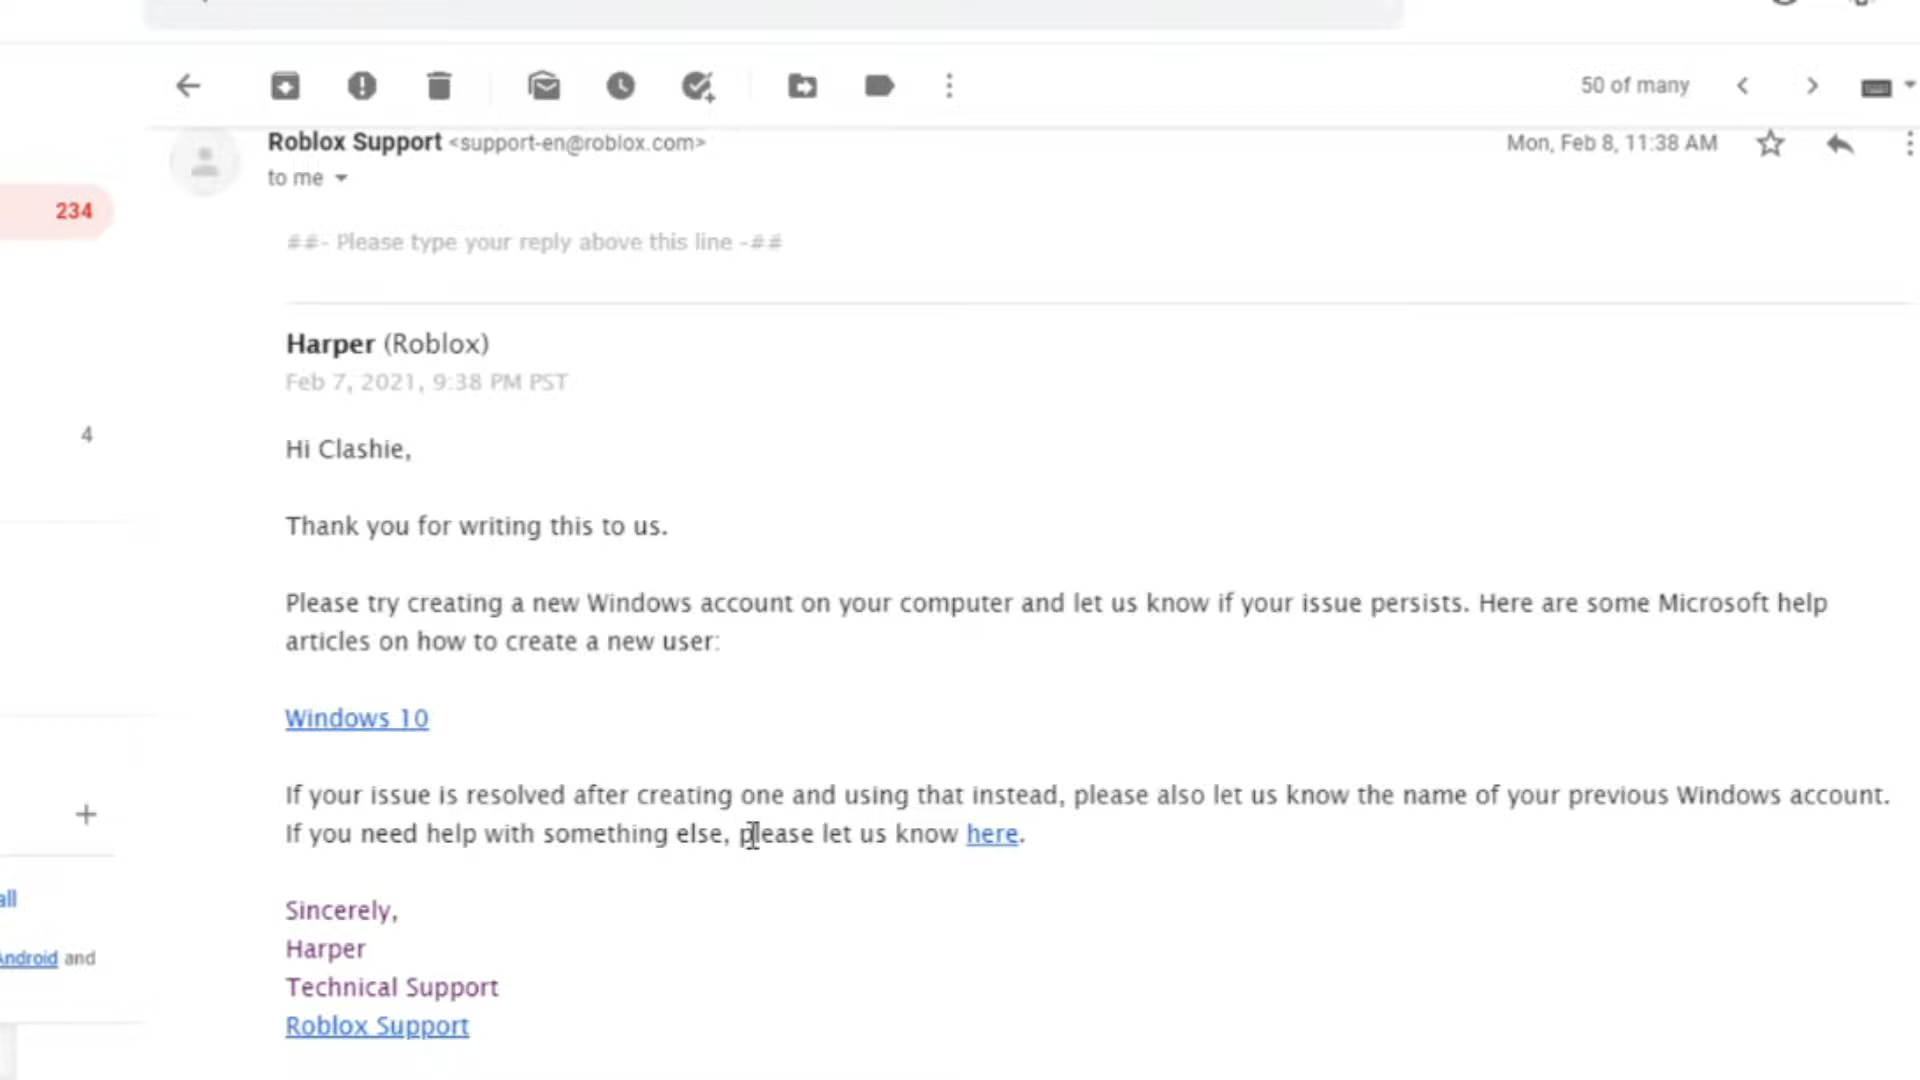 50 of many
Roblox Support <support-en@roblox.com>
Mon, Feb 8, 11:38 AM
to me
234
##- Please type your reply above this line -##
Harper (Roblox)
Feb 7, 2021, 9:38 PM PST
4
Hi Clashie,
Thank you for writing this to us.
Please try creating a new Windows account on your computer and let us know if your issue persists. Here are some Microsoft help
articles on how to create a new user:
Windows 10
If your issue is resolved after creating one and using that instead, please also let us know the name of your previous Windows account.
If you need help with something else, please let us know here.
all
Sincerely,
Harper
Android and
Technical Support
Roblox Support